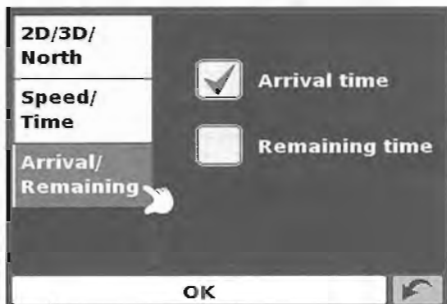 2D/3D/
North
Speed/
Time
Arrival/
Remaining
Arrival time
Remaining time
OK